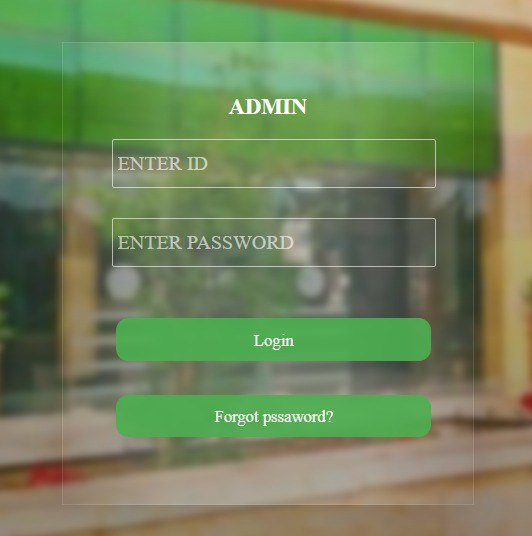 ADMIN
ENTER ID
ENTER PASSWORD
Login
Forgot pssaword?